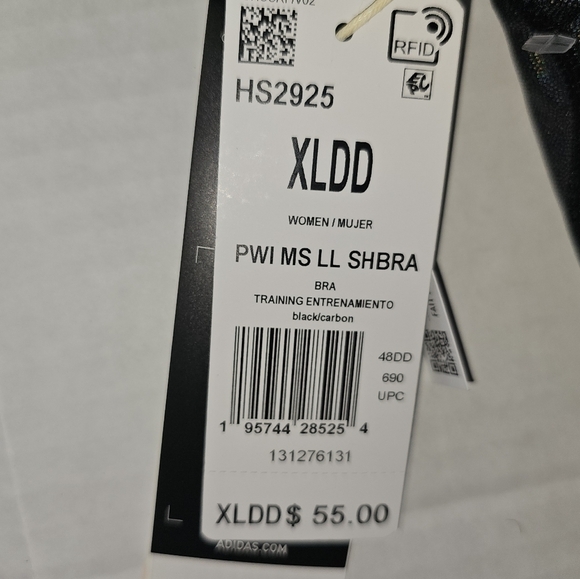 RFID
HS2925
XLDD
WOMEN / MUJER
PWI MS LL SHBRA
BRA
TRAINING ENTRENAMIENTO
black/carbon
48DD
690
UPC
1 95744 28525 4
131276131
XLDD $ 55.00
ADIDAS.COM